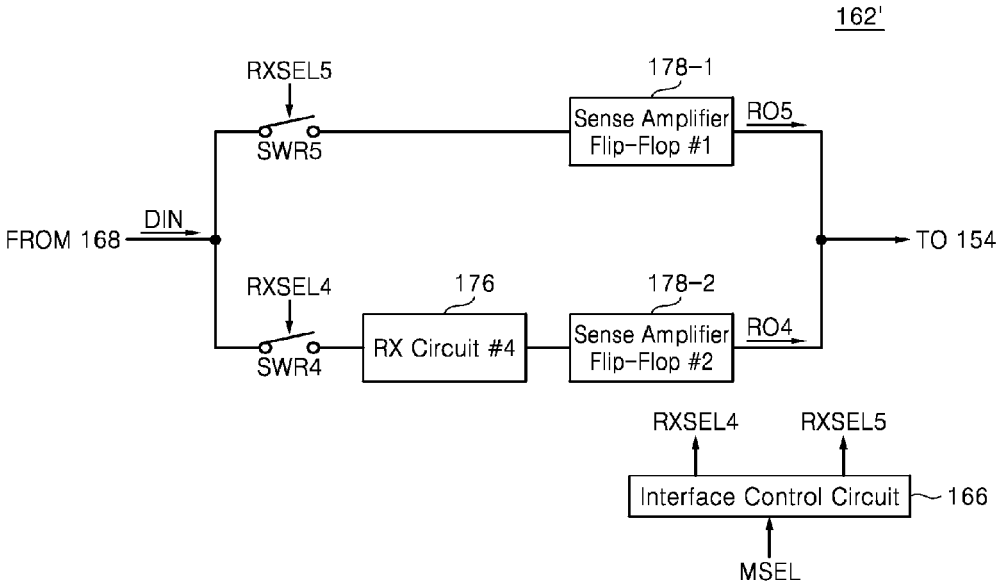 162'
RXSEL5
178-1
SWR5
Sense Amplifier
Flip-Flop #1
RO5
FROM 168
DIN
TO 154
RXSEL4
176
178-2
SWR4
RX Circuit #4
Sense Amplifier
Flip-Flop #2
RO4
RXSEL4
RXSEL5
Interface Control Circuit
166
MSEL